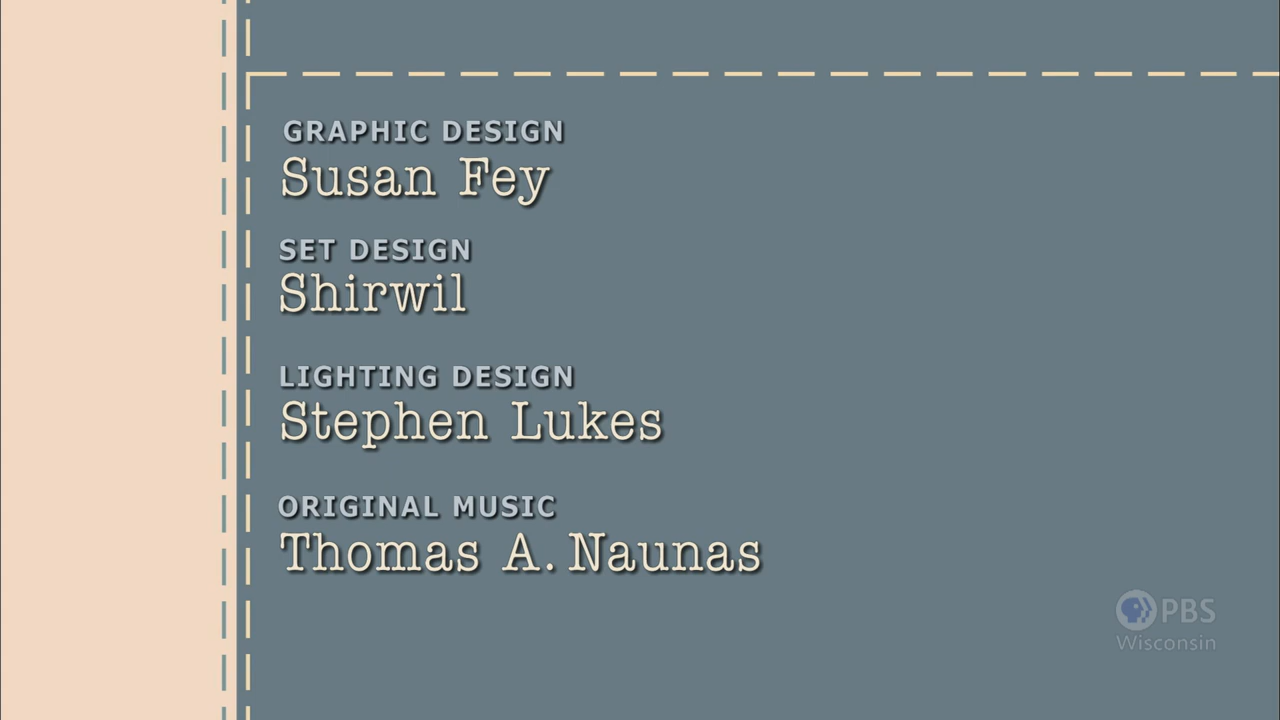 GRAPHIC DESIGN
Susan Fey
SET DESIGN
Shirwil
LIGHTING DESIGN
Stephen Lukes
ORIGINAL MUSIC
Thomas A. Naunas
PBS
Wisconsin